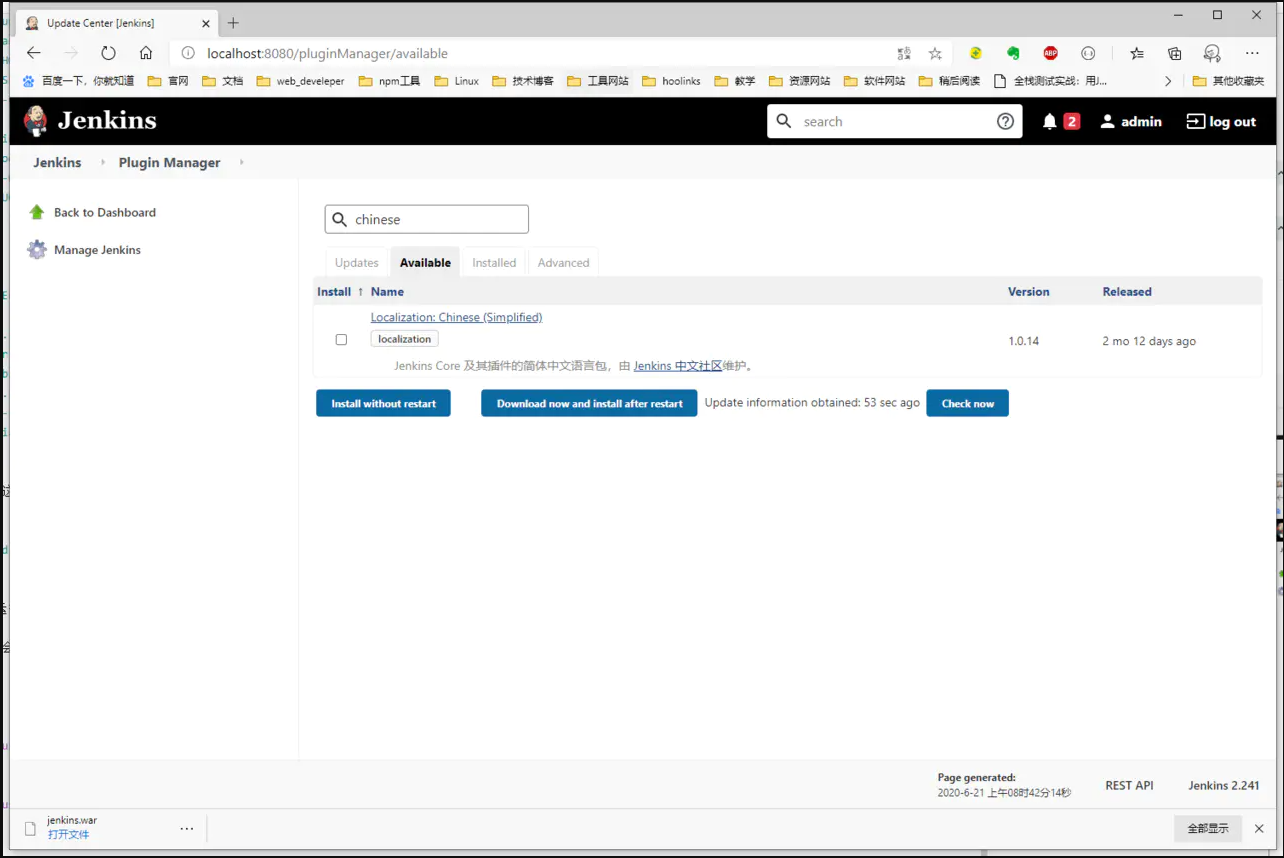 Update Center [Jenkins]
localhost:8080/pluginManager/available
百度一下，你就知道 官网 文档 web_developer npm工具 Linux 技术博客 工具网站 hoolinks 教学 资源网站 软件网站 稍后阅读 全栈测试实战：用J... 其他收藏夹
Jenkins search 2 admin log out
Jenkins Plugin Manager
Back to Dashboard
Manage Jenkins
chinese
Updates Available Installed Advanced
Install ↑ Name Version Released
Localization: Chinese (Simplified)
localization
1.0.14 2 mo 12 days ago
Jenkins Core 及其插件的简体中文语言包，由 Jenkins 中文社区维护。
Install without restart Download now and install after restart Update information obtained: 53 sec ago Check now
Page generated:
2020-6-21 上午08时42分14秒
REST API Jenkins 2.241
jenkins.war
打开文件
全部显示